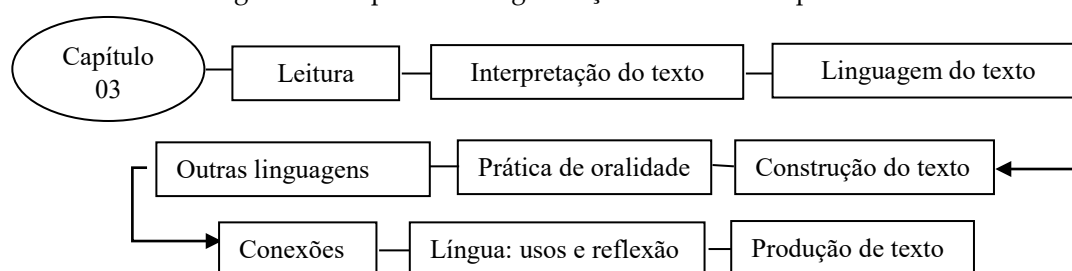 Capítulo
03
Leitura
Interpretação do texto
Linguagem do texto
Construção do texto
Prática de oralidade
Outras linguagens
Conexões
Língua: usos e reflexão
Produção de texto